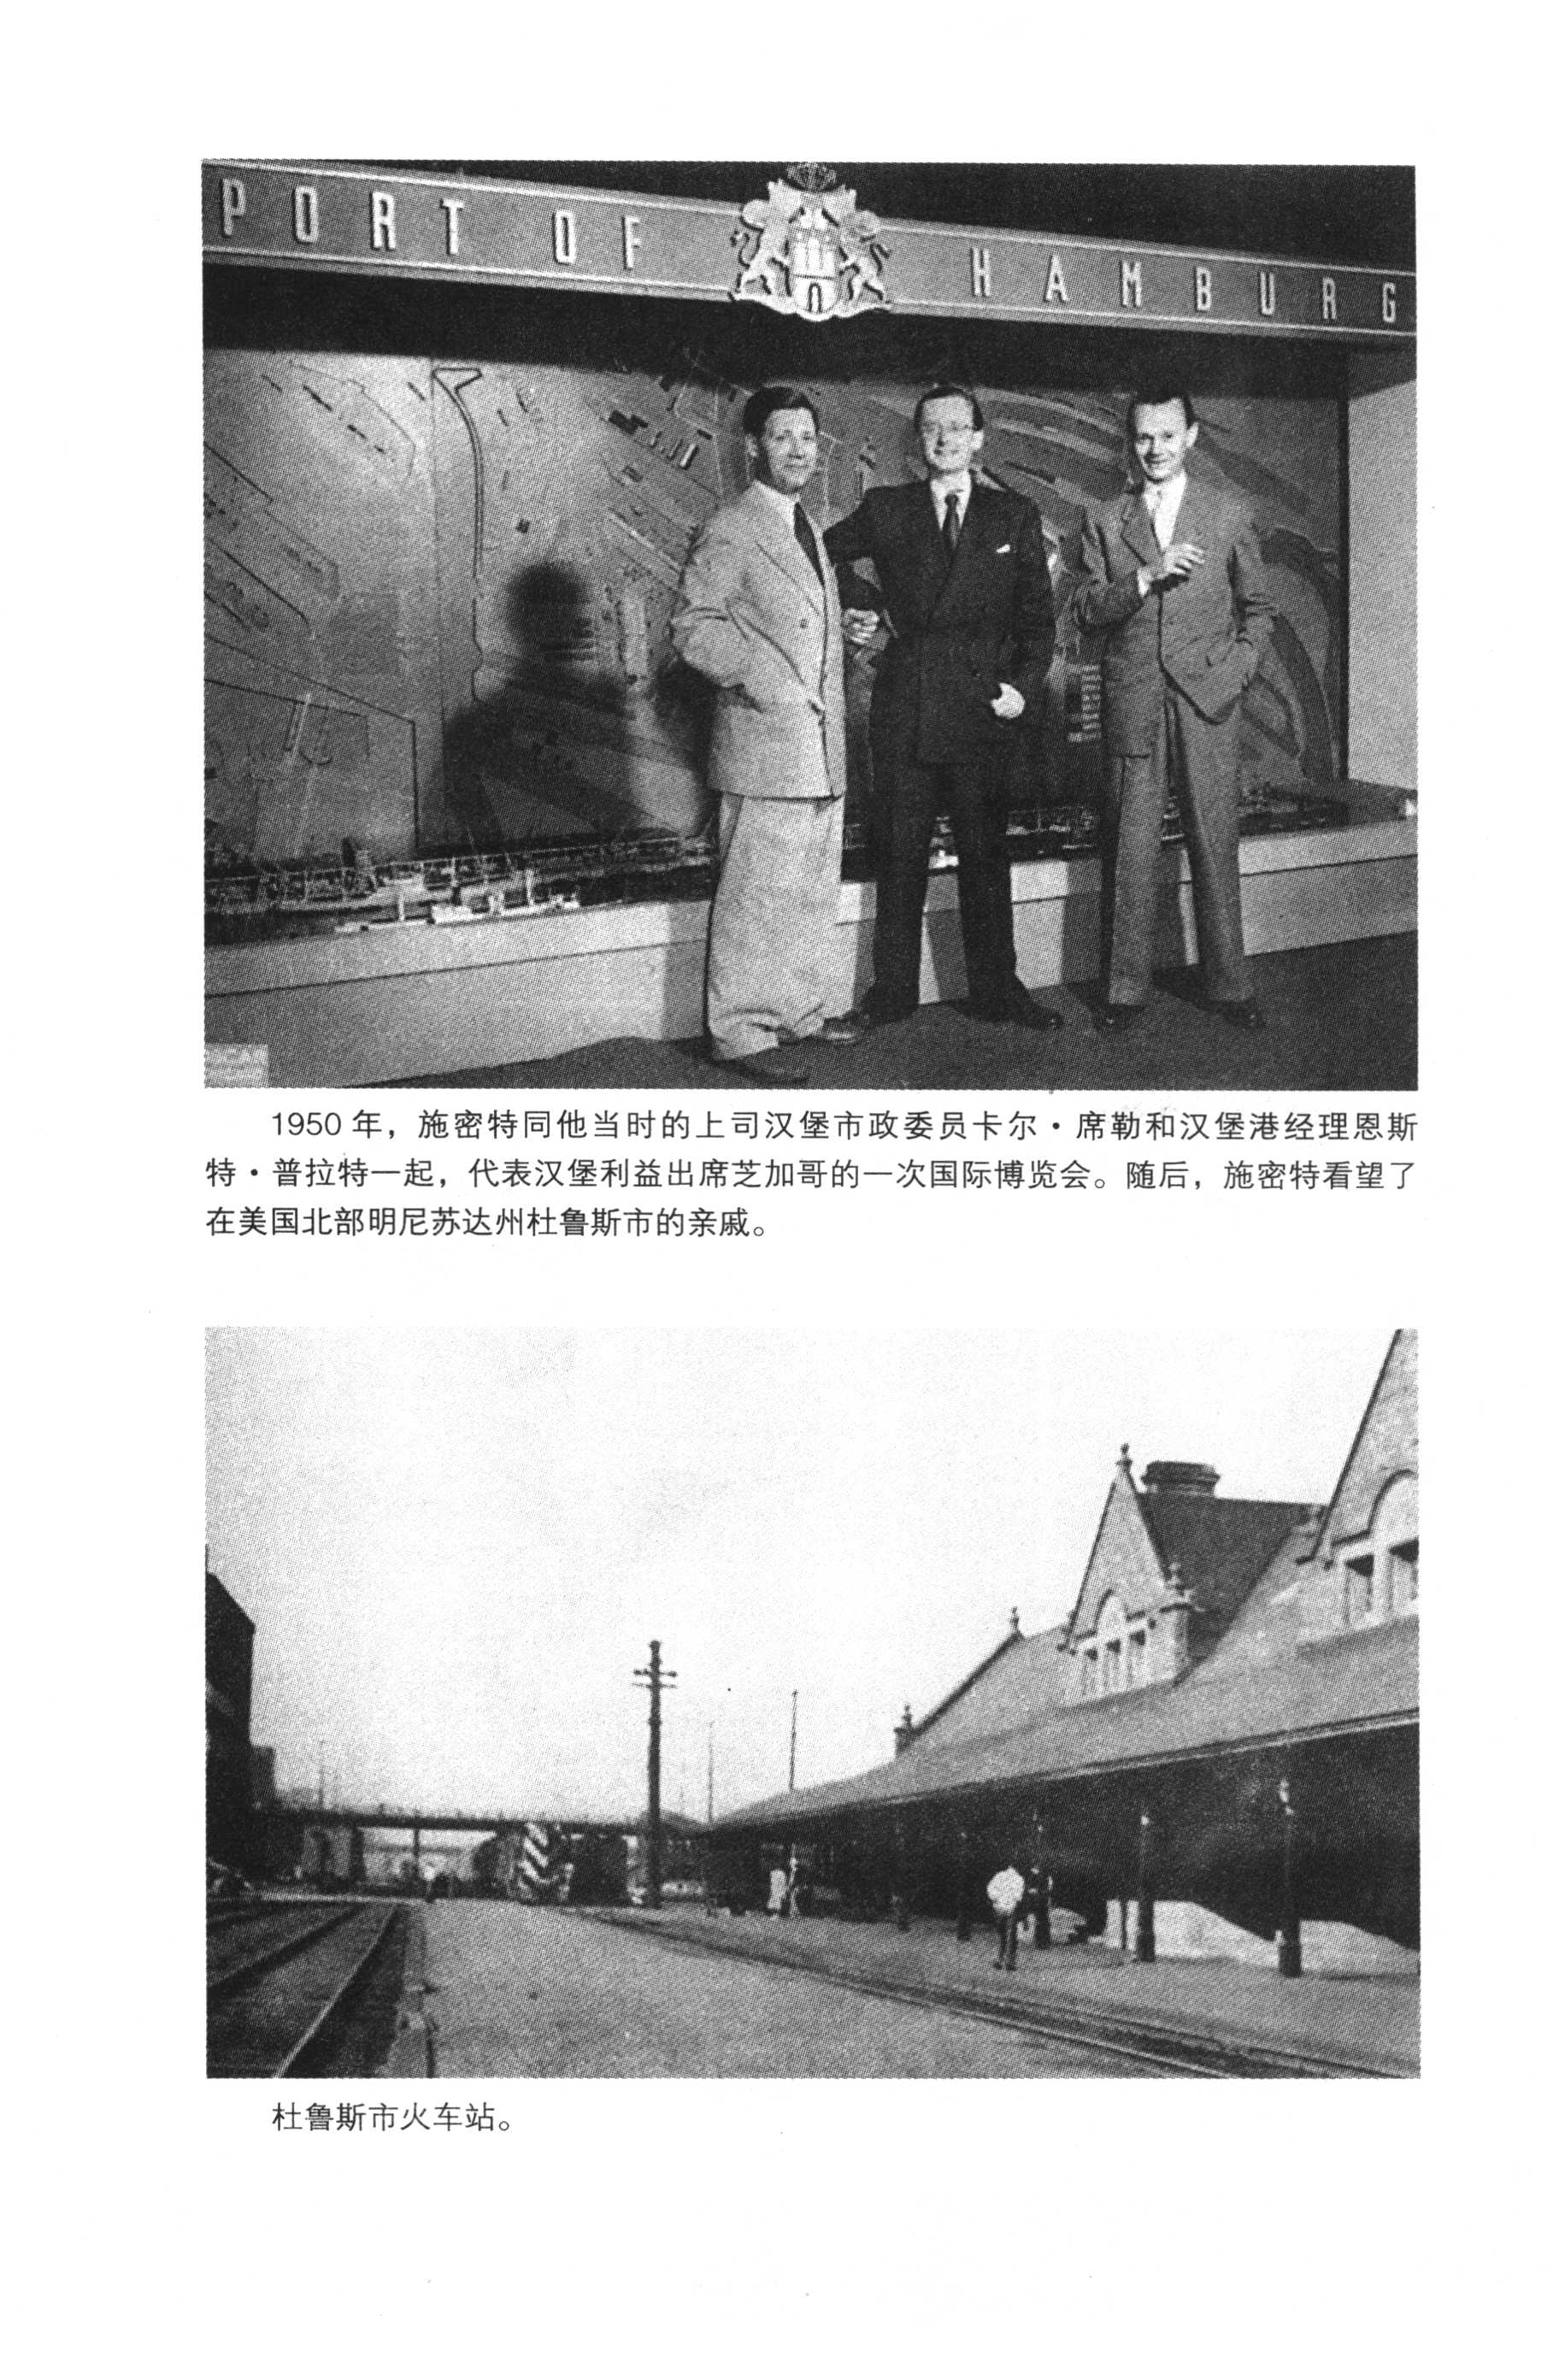 PORT OF HAMBURG
1950年，施密特同他当时的上司汉堡市政委员卡尔·席勒和汉堡港经理恩斯
特·普拉特一起，代表汉堡利益出席芝加哥的一次国际博览会。随后，施密特看望了
在美国北部明尼苏达州杜鲁斯市的亲戚。
杜鲁斯市火车站。